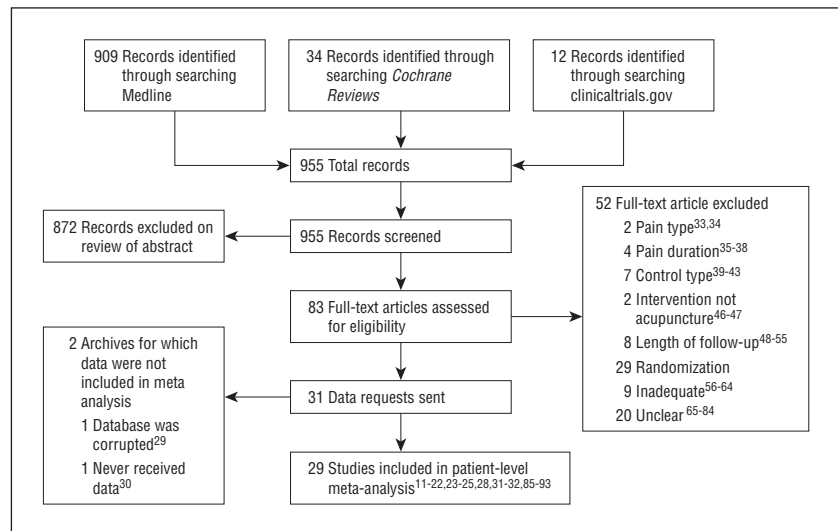 909 Records identified
through searching
Medline
34 Records identified through
searching Cochrane
Reviews
12 Records identified
through searching
clinicaltrials.gov
955 Total records
872 Records excluded on
review of abstract
955 Records screened
52 Full-text article excluded
2 Pain type33,34
4 Pain duration35-38
7 Control type39-43
2 Intervention not
acupuncture46-47
8 Length of follow-up48-55
29 Randomization
9 Inadequate56-64
20 Unclear65-84
83 Full-text articles assessed
for eligibility
2 Archives for which
data were not
included in meta
analysis
1 Database was
corrupted29
1 Never received
data30
31 Data requests sent
29 Studies included in patient-level
meta-analysis11-22,23-25,28,31-32,85-93